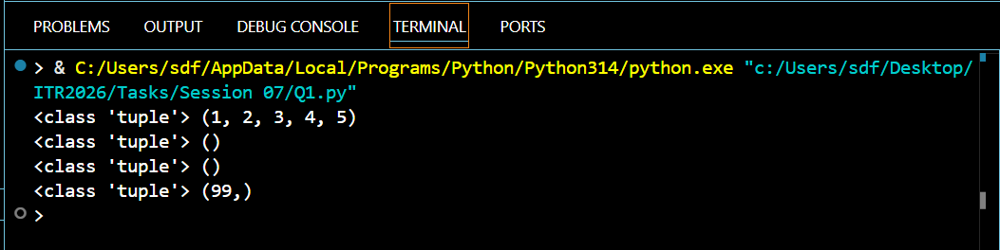 PROBLEMS OUTPUT DEBUG CONSOLE TERMINAL PORTS
> & C:/Users/sdf/AppData/Local/Programs/Python/Python314/python.exe "c:/Users/sdf/Desktop/
ITR2026/Tasks/Session 07/Q1.py"
<class 'tuple'> (1, 2, 3, 4, 5)
<class 'tuple'> ()
<class 'tuple'> ()
<class 'tuple'> (99,)
>